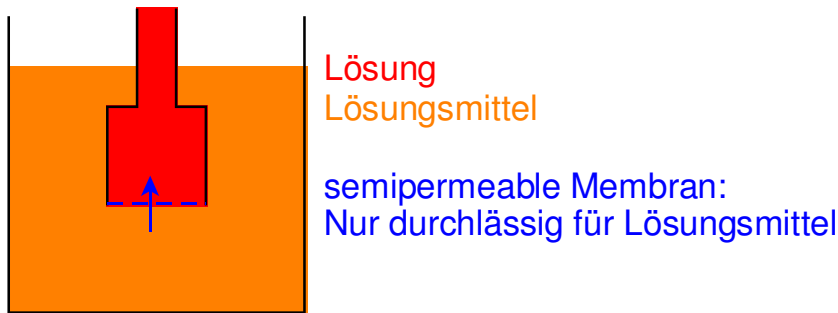 Lösung
Lösungsmittel
semipermeable Membran:
Nur durchlässig für Lösungsmittel